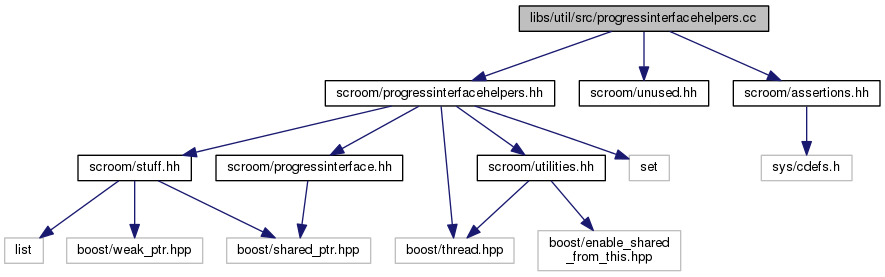 libs/util/src/progressinterfacehelpers.cc
scroom/progressinterfacehelpers.hh
scroom/unused.hh
scroom/assertions.hh
scroom/stuff.hh
scroom/progressinterface.hh
scroom/utilities.hh
set
sys/cdefs.h
list
boost/weak_ptr.hpp
boost/shared_ptr.hpp
boost/thread.hpp
boost/enable_shared
_from_this.hpp